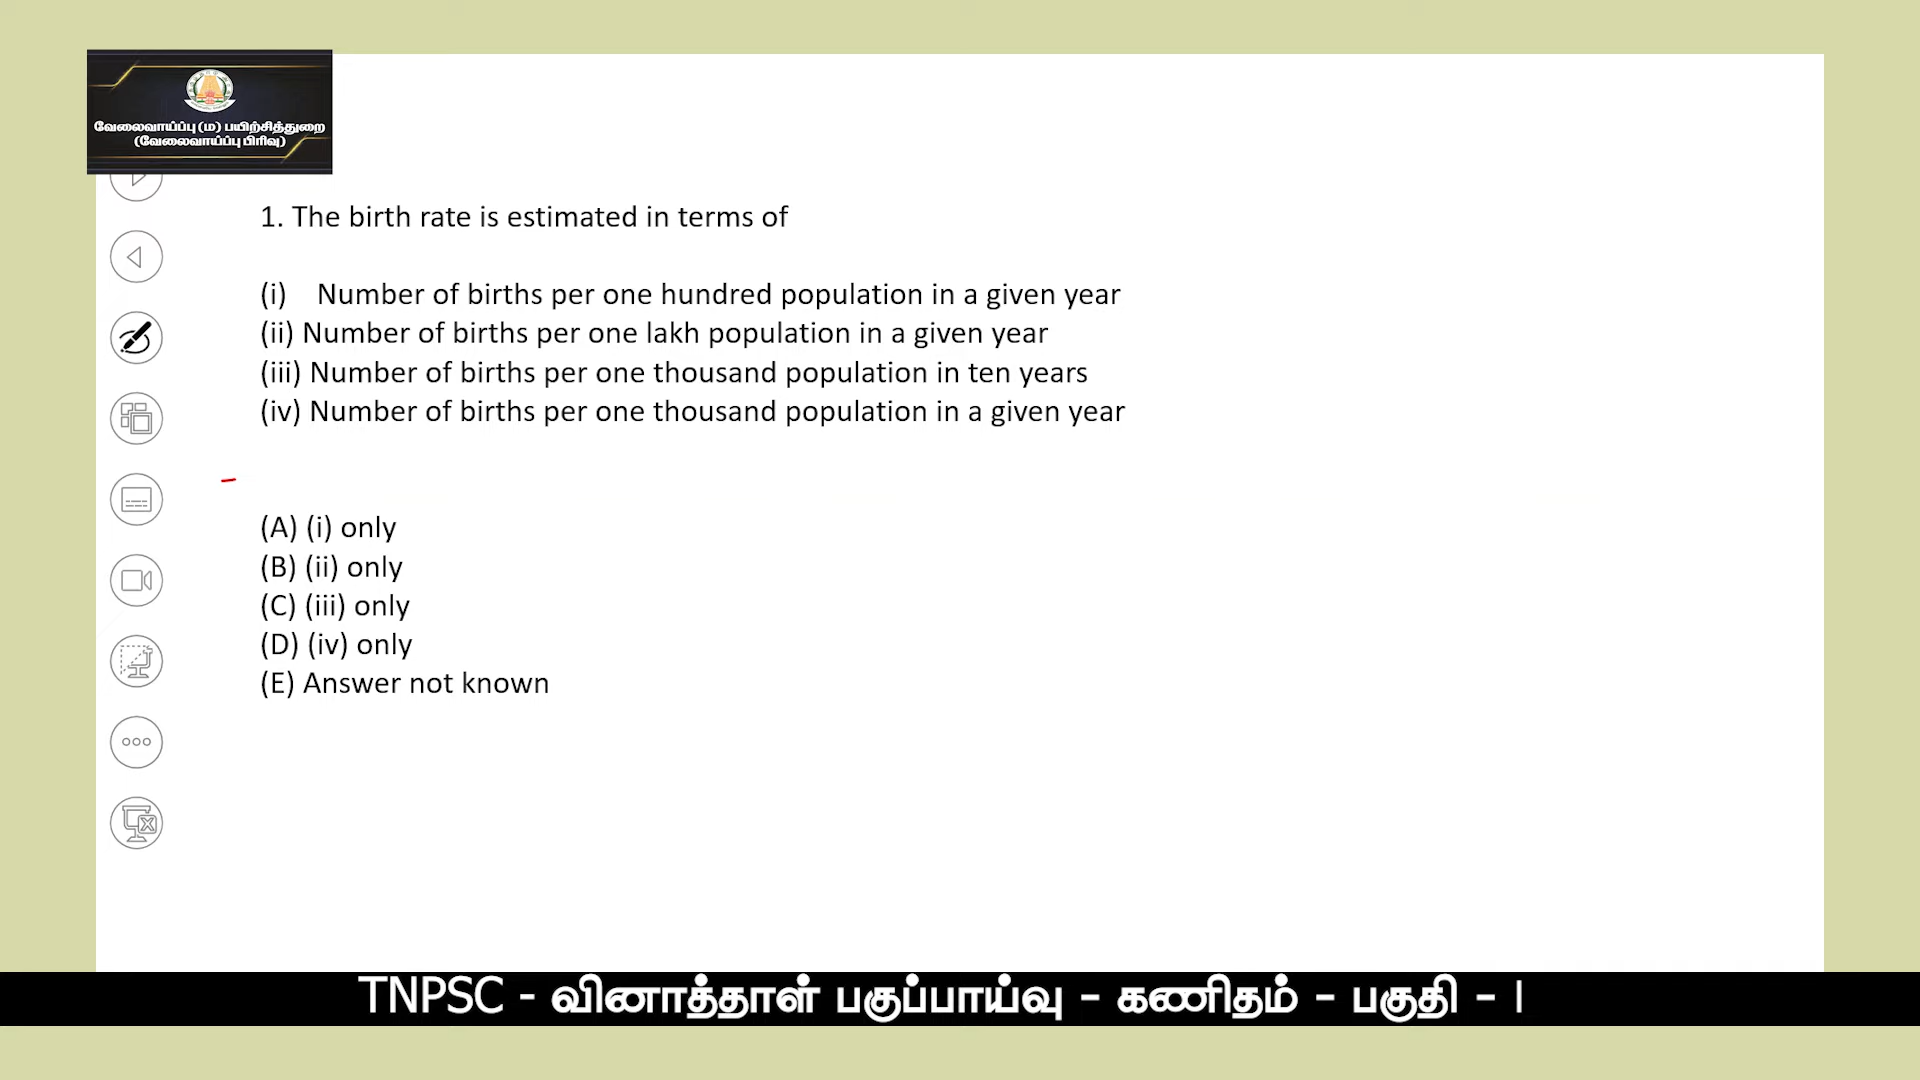 வேலைவாய்ப்பு (ம) பயிற்சித்துறை
(வேலைவாய்ப்பு பிரிவு)
1. The birth rate is estimated in terms of
(i) Number of births per one hundred population in a given year
(ii) Number of births per one lakh population in a given year
(iii) Number of births per one thousand population in ten years
(iv) Number of births per one thousand population in a given year
(A) (i) only
(B) (ii) only
(C) (iii) only
(D) (iv) only
(E) Answer not known
TNPSC - வினாத்தாள் பகுப்பாய்வு - கணிதம் - பகுதி - I